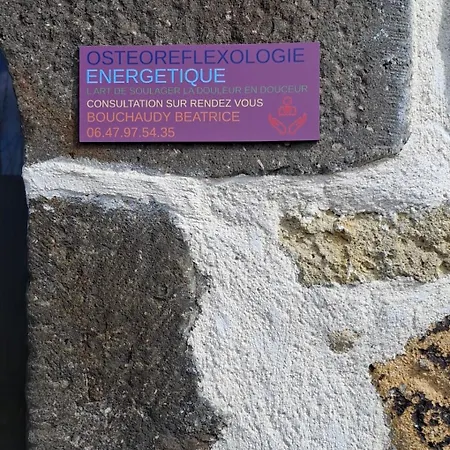 OSTEOREFLEXOLOGIE
ENERGETIQUE
L'ART DE SOULAGER LA DOULEUR EN DOUCEUR
CONSULTATION SUR RENDEZ VOUS
BOUCHAUDY BEATRICE
06.47.97.54.35